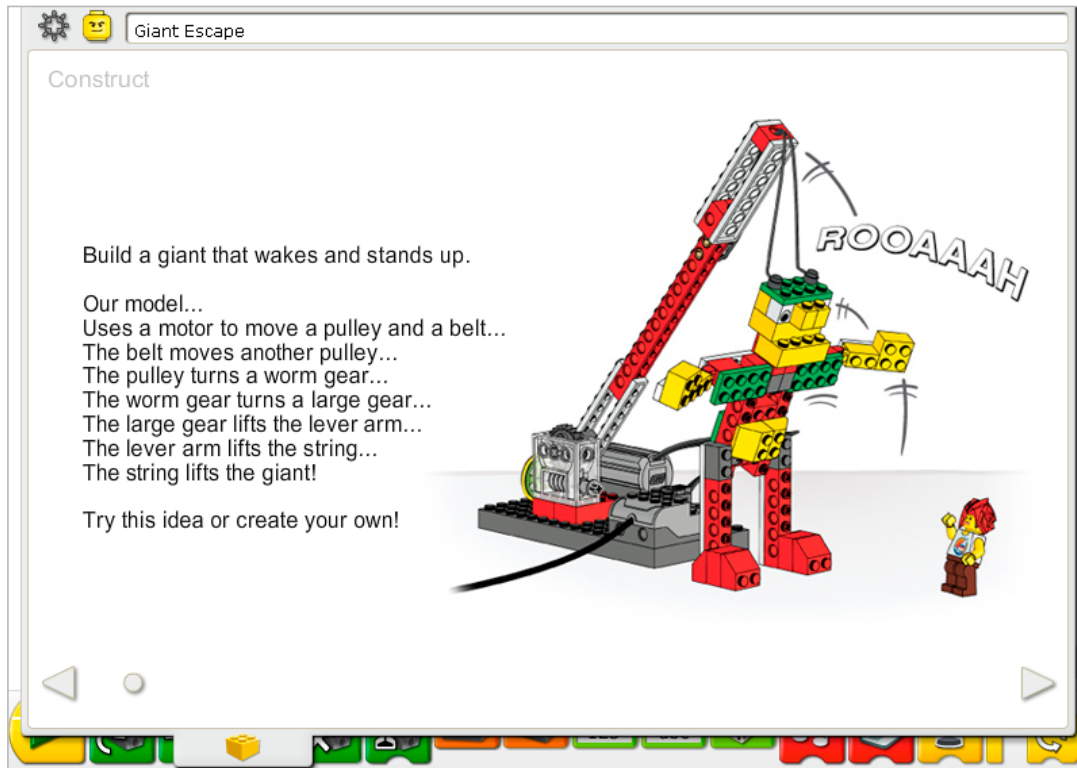 Giant Escape
Construct
Build a giant that wakes and stands up.
Our model...
Uses a motor to move a pulley and a belt...
The belt moves another pulley...
The pulley turns a worm gear...
The worm gear turns a large gear...
The large gear lifts the lever arm...
The lever arm lifts the string...
The string lifts the giant!
Try this idea or create your own!
ROOAAAH